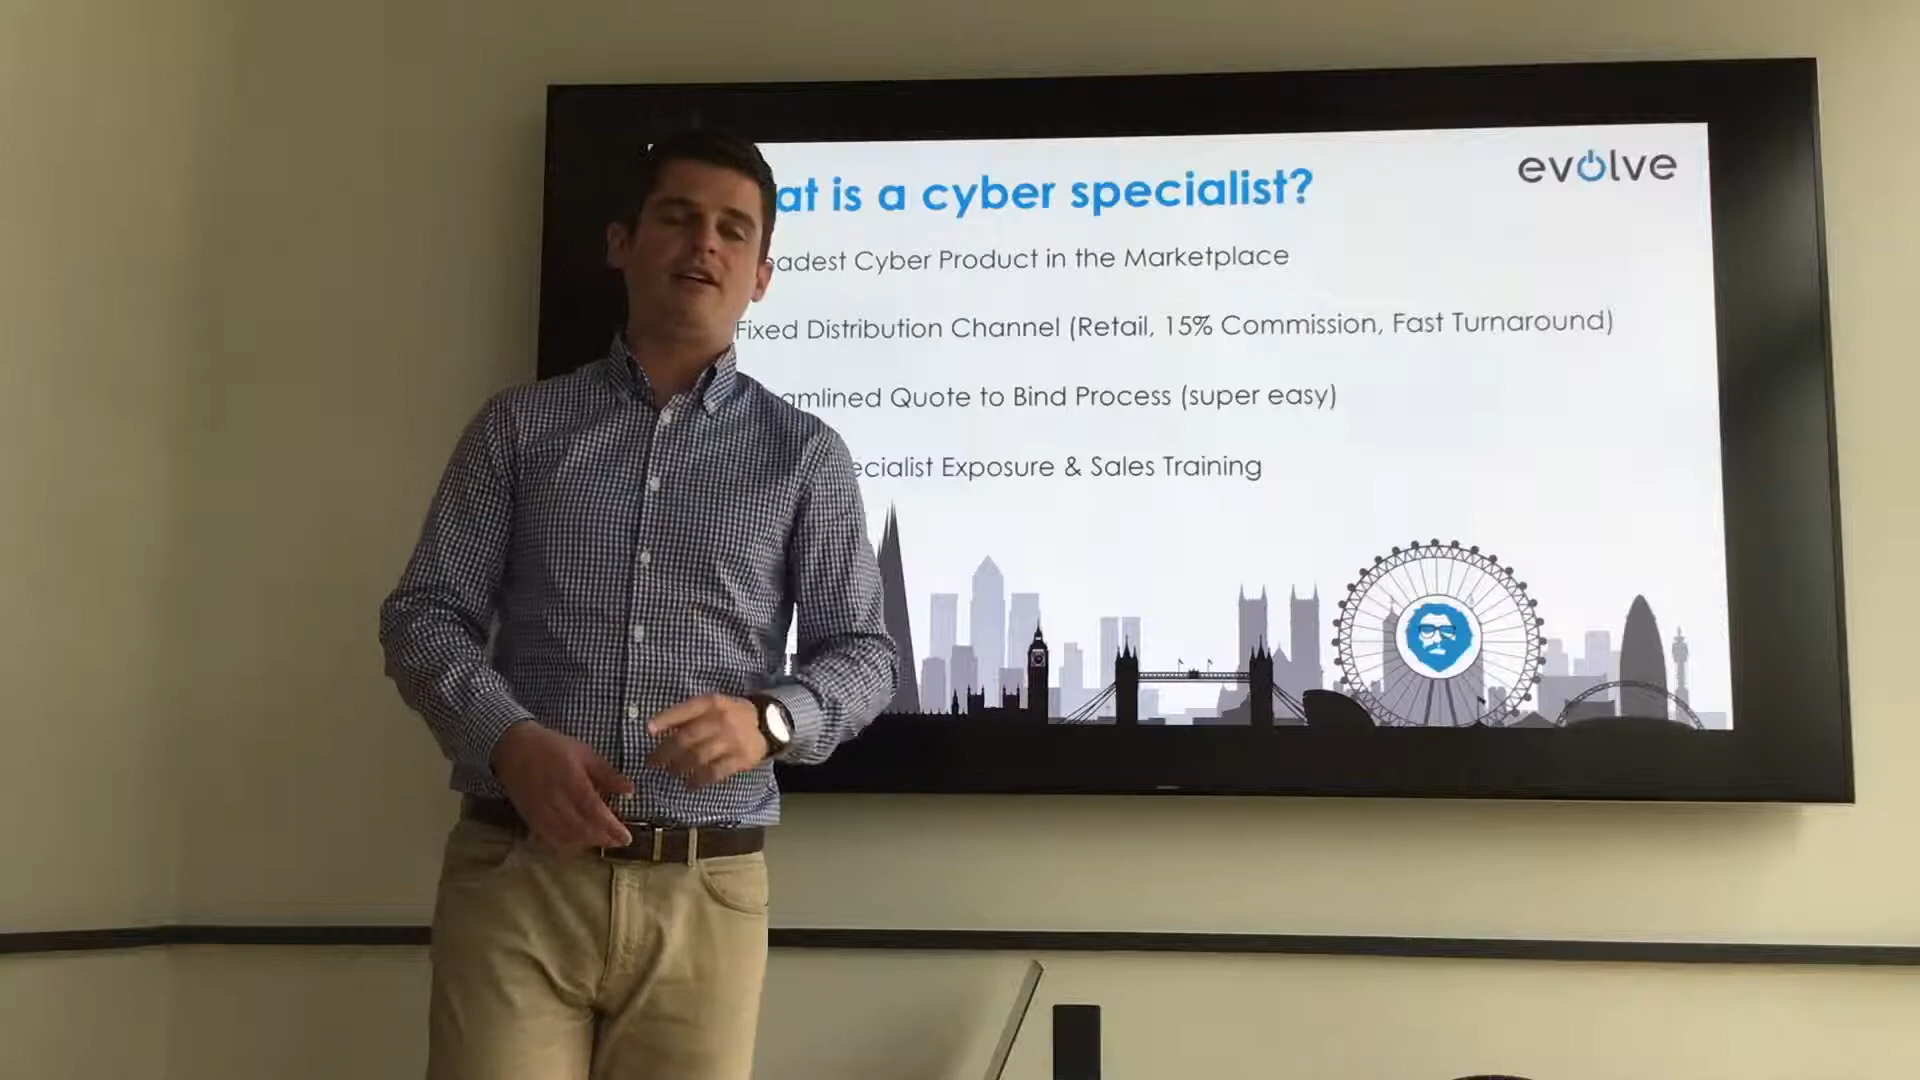 evolve
at is a cyber specialist?
adest Cyber Product in the Marketplace
Fixed Distribution Channel (Retail, 15% Commission, Fast Turnaround)
amlined Quote to Bind Process (super easy)
ecialist Exposure & Sales Training